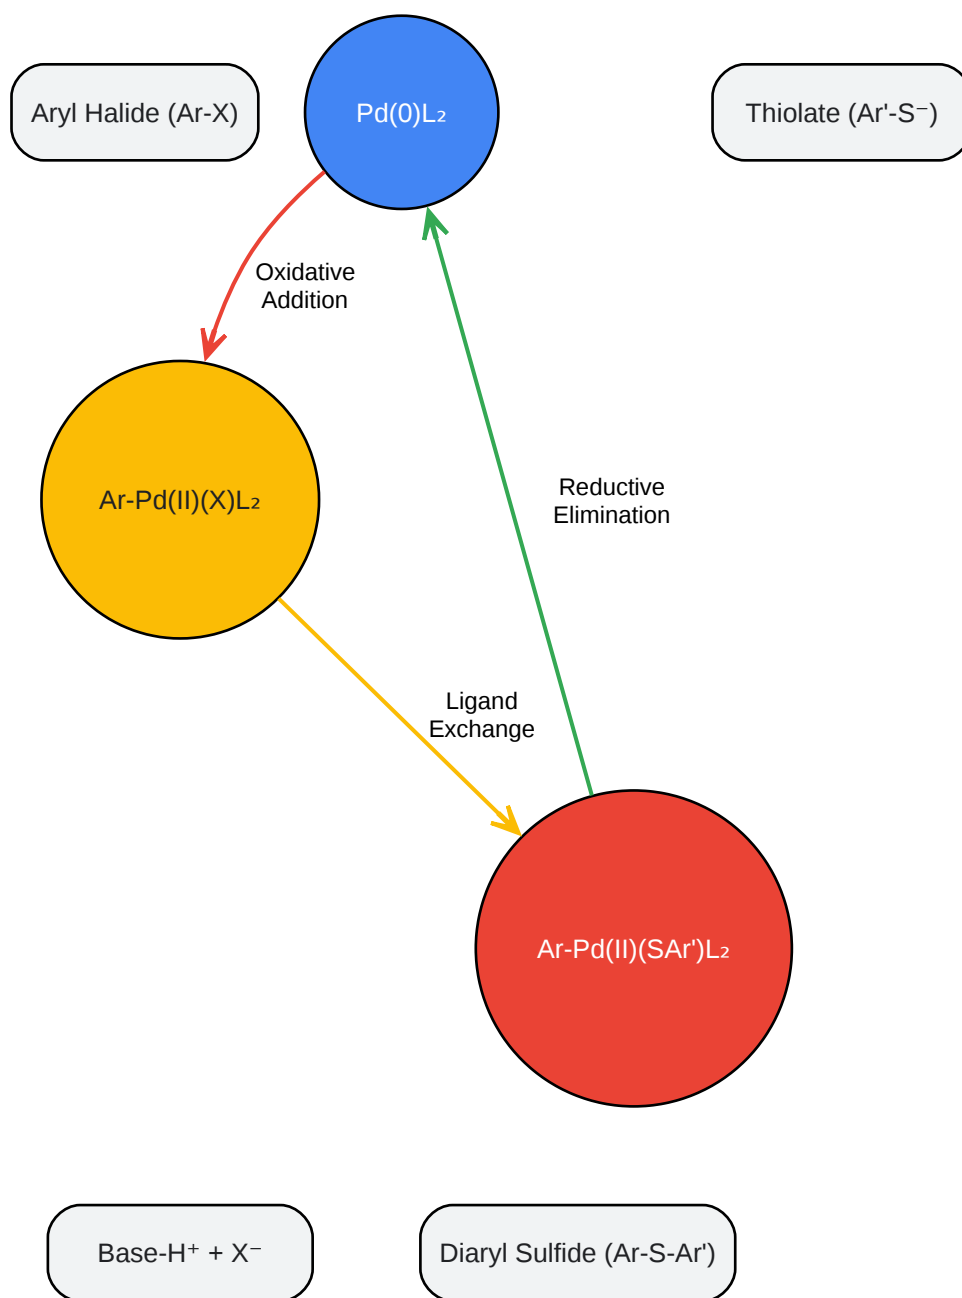 Aryl Halide (Ar-X)
Pd(0)L₂
Thiolate (Ar'-S⁻)
Oxidative
Addition
Ar-Pd(II)(X)L₂
Reductive
Elimination
Ligand
Exchange
Ar-Pd(II)(SAr')L₂
Base-H⁺ + X⁻
Diaryl Sulfide (Ar-S-Ar')